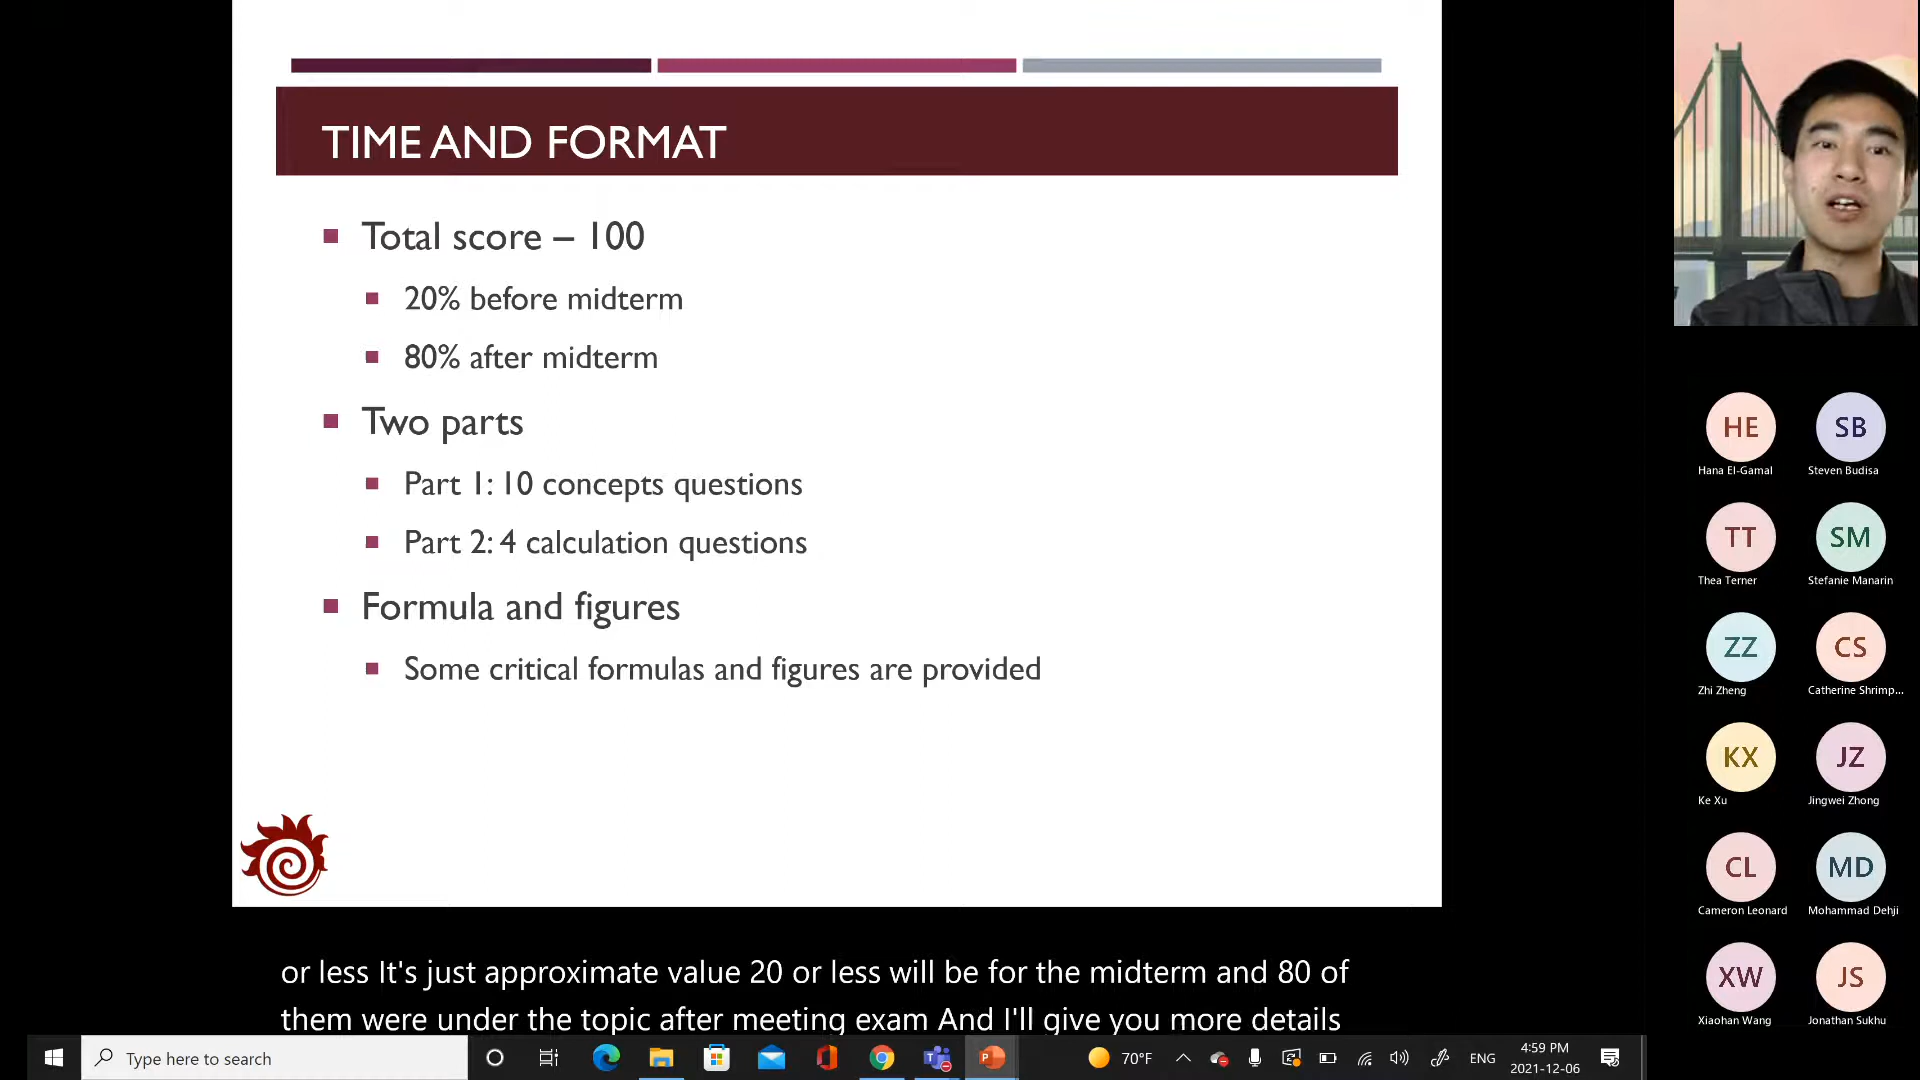 TIME AND FORMAT
Total score – 100
20% before midterm
80% after midterm
Two parts
Part 1: 10 concepts questions
Part 2: 4 calculation questions
Formula and figures
Some critical formulas and figures are provided
or less It's just approximate value 20 or less will be for the midterm and 80 of
them were under the topic after meeting exam And I'll give you more details
HE
Hana El-Gamal
SB
Steven Budisa
TT
Thea Terner
SM
Stefanie Manarin
ZZ
Zhi Zheng
CS
Catherine Shrimp...
KX
Ke Xu
JZ
Jingwei Zhong
CL
Cameron Leonard
MD
Mohammad Dehji
XW
Xiaohan Wang
JS
Jonathan Sukhu
Type here to search
70°F
ENG
4:59 PM
2021-12-06